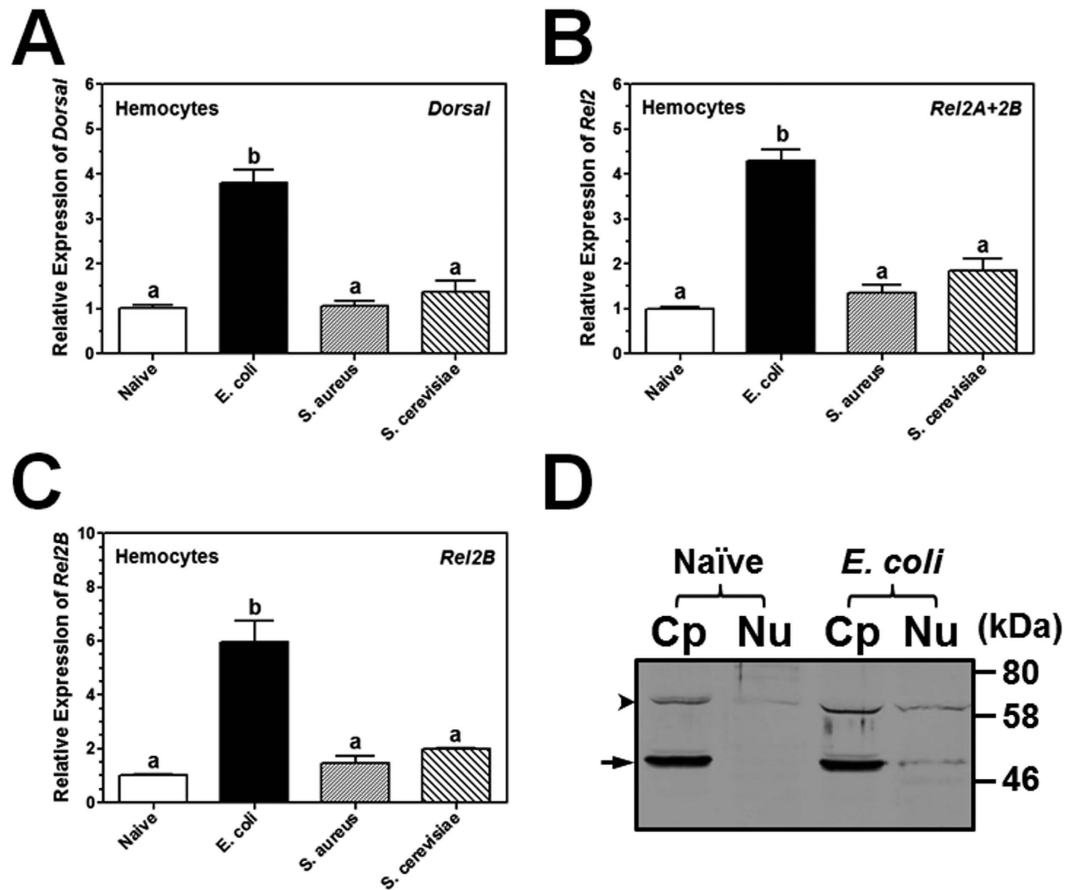 A
Relative Expression of Dorsal
6
5
4
3
2
1
0
Hemocytes Dorsal
a
b
a
a
Naive
E. coli
S. aureus
S. cerevisiae
B
Relative Expression of Rel2
6
5
4
3
2
1
0
Hemocytes Rel2A+2B
a
b
a
a
Naive
E. coli
S. aureus
S. cerevisiae
C
Relative Expression of Rel2B
10
8
6
4
2
0
Hemocytes Rel2B
a
b
a
a
Naive
E. coli
S. aureus
S. cerevisiae
D
Naïve E. coli
Cp Nu Cp Nu (kDa)
80
58
46